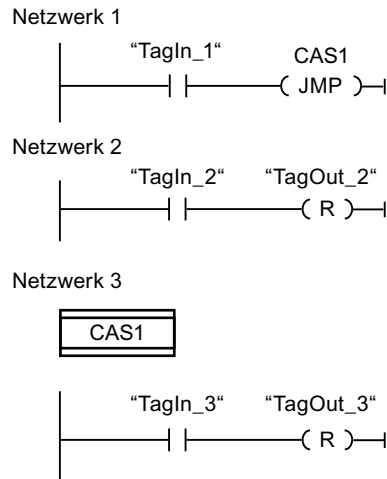 Netzwerk 1
“TagIn_1“ CAS1
JMP
Netzwerk 2
“TagIn_2“ “TagOut_2“
R
Netzwerk 3
CAS1
“TagIn_3“ “TagOut_3“
R